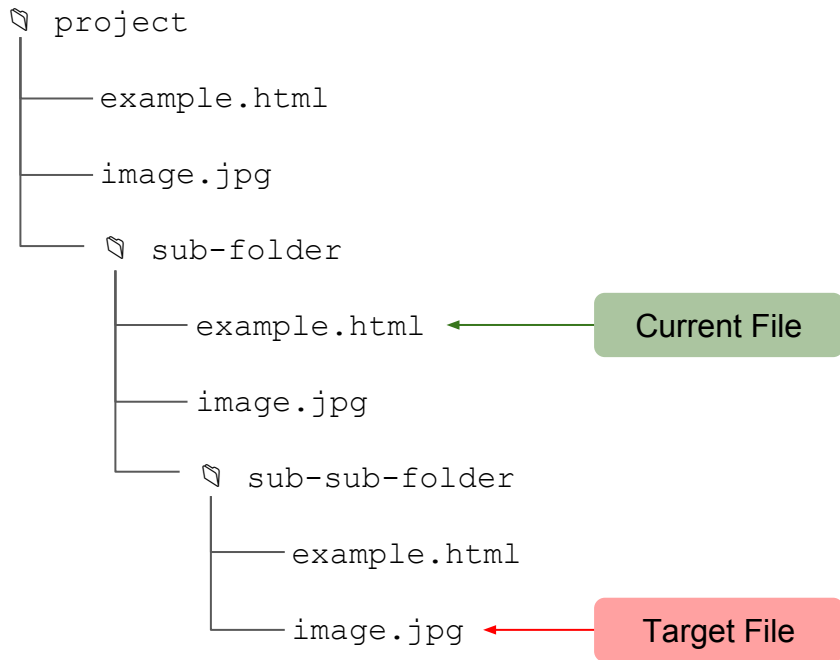 project
example.html
image.jpg
sub-folder
example.html
Current File
image.jpg
sub-sub-folder
example.html
image.jpg
Target File